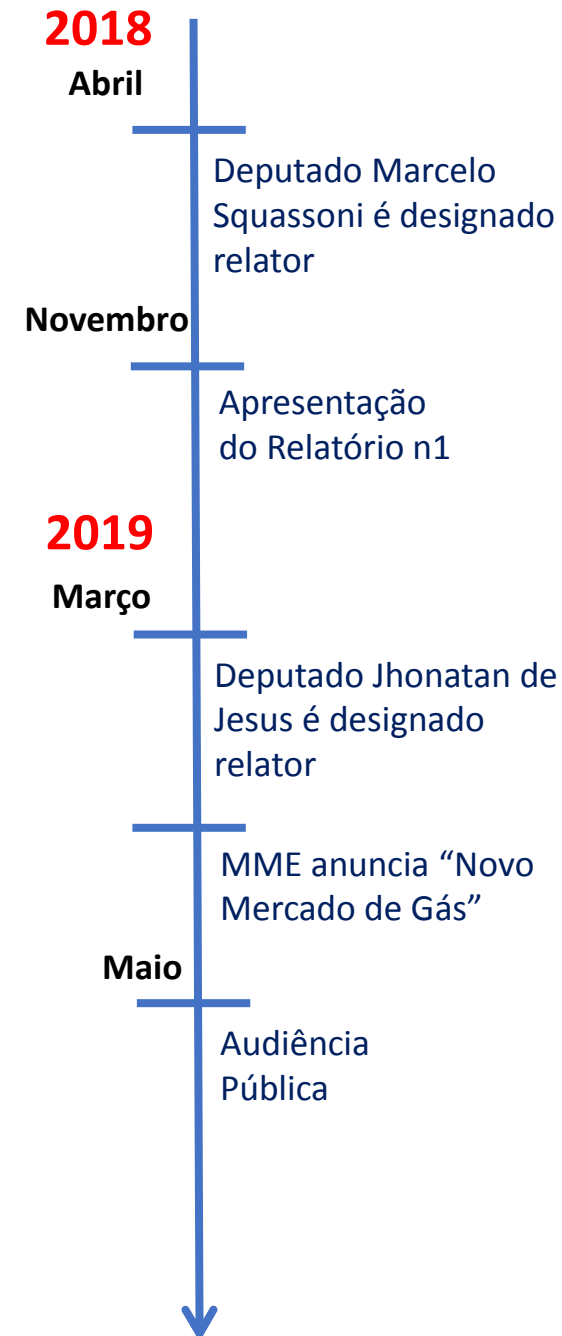 2018
Abril
Deputado Marcelo
Squassoni é designado
relator
Novembro
Apresentação
do Relatório n1
2019
Março
Deputado Jhonatan de
Jesus é designado
relator
MME anuncia “Novo
Mercado de Gás”
Maio
Audiência
Pública